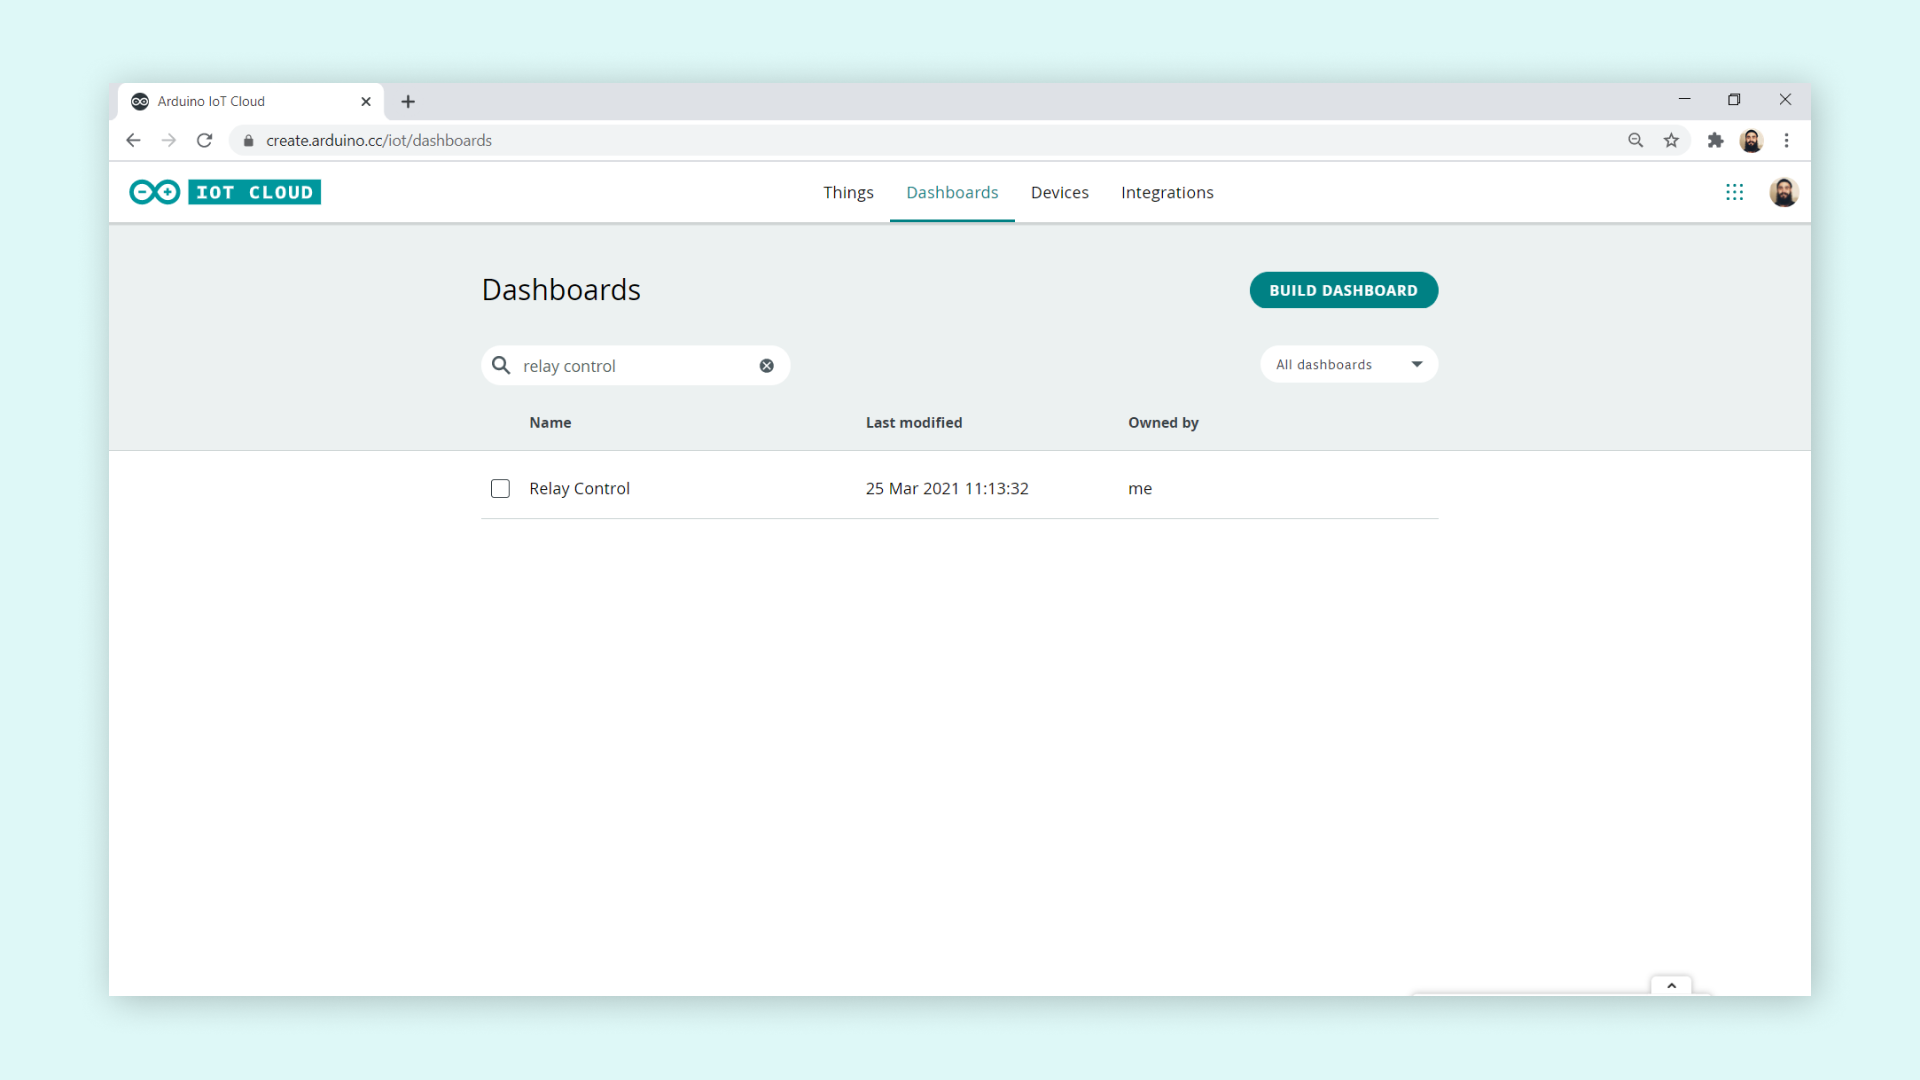 Arduino IoT Cloud
create.arduino.cc/iot/dashboards
IOT CLOUD
Things
Dashboards
Devices
Integrations
Dashboards
BUILD DASHBOARD
relay control
All dashboards
Name
Last modified
Owned by
Relay Control
25 Mar 2021 11:13:32
me